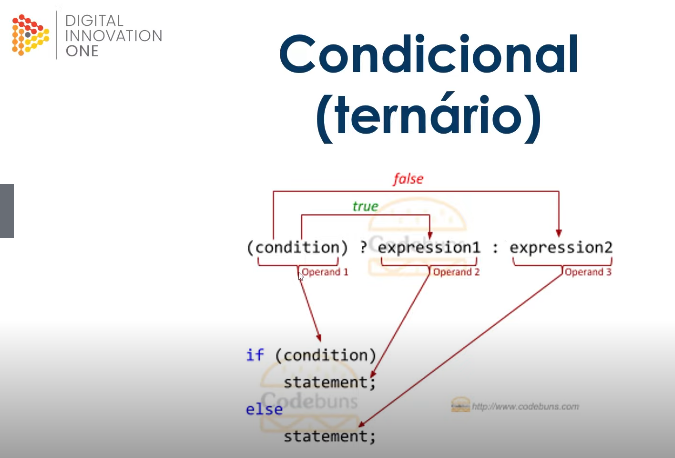 DIGITAL
INNOVATION
ONE
Condicional
(ternário)
false
true
(condition) ? expression1 : expression2
Operand 1 Operand 2 Operand 3
if (condition)
statement;
else
statement;
Codebuns
Codebuns
http://www.codebuns.com